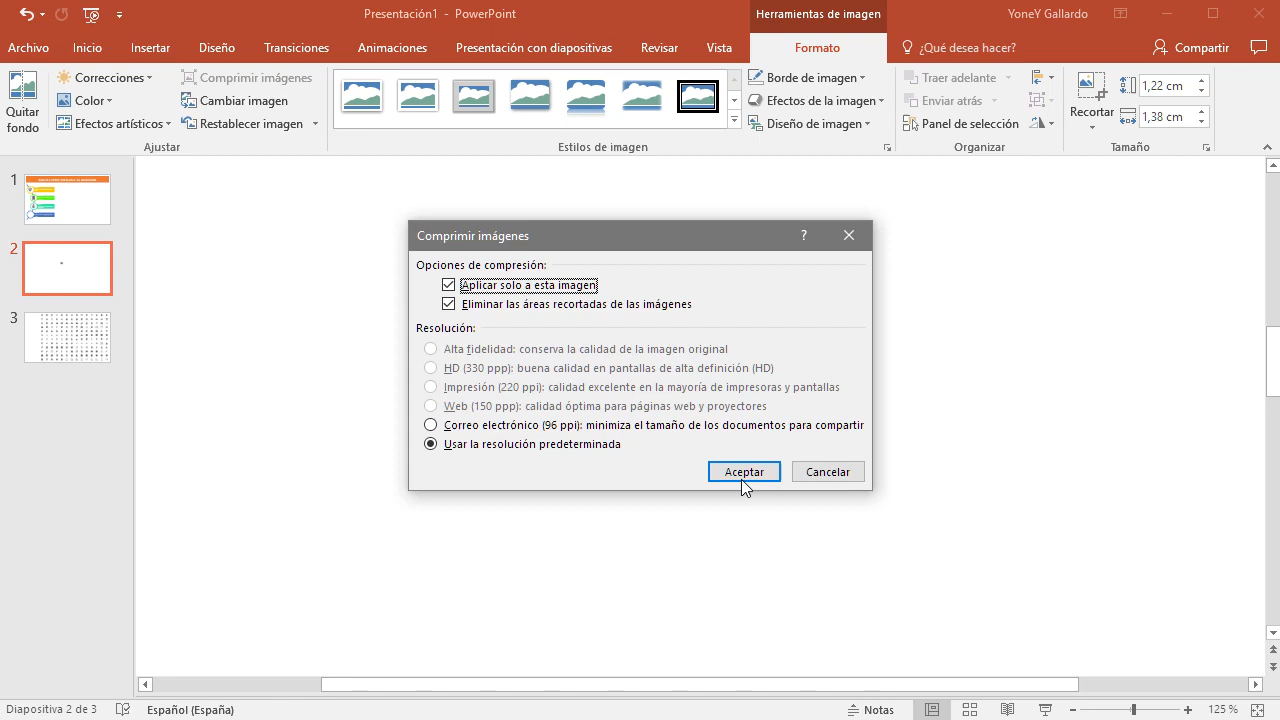 Presentación1 - PowerPoint
Herramientas de imagen
YoneY Gallardo
Archivo Inicio Insertar Diseño Transiciones Animaciones Presentación con diapositivas Revisar Vista Formato ¿Qué desea hacer? Compartir
Quitar fondo
Correcciones
Color
Efectos artísticos
Comprimir imágenes
Cambiar imagen
Restablecer imagen
Ajustar
Estilos de imagen
Borde de imagen
Efectos de la imagen
Diseño de imagen
Traer adelante
Enviar atrás
Panel de selección
Organizar
Recortar
1,22 cm
1,38 cm
Tamaño
1
2
3
Comprimir imágenes ?
Opciones de compresión:
Aplicar solo a esta imagen
Eliminar las áreas recortadas de las imágenes
Resolución:
Alta fidelidad: conserva la calidad de la imagen original
HD (330 ppp): buena calidad en pantallas de alta definición (HD)
Impresión (220 ppi): calidad excelente en la mayoría de impresoras y pantallas
Web (150 ppp): calidad óptima para páginas web y proyectores
Correo electrónico (96 ppi): minimiza el tamaño de los documentos para compartir
Usar la resolución predeterminada
Aceptar Cancelar
Diapositiva 2 de 3 Español (España) Notas 125 %